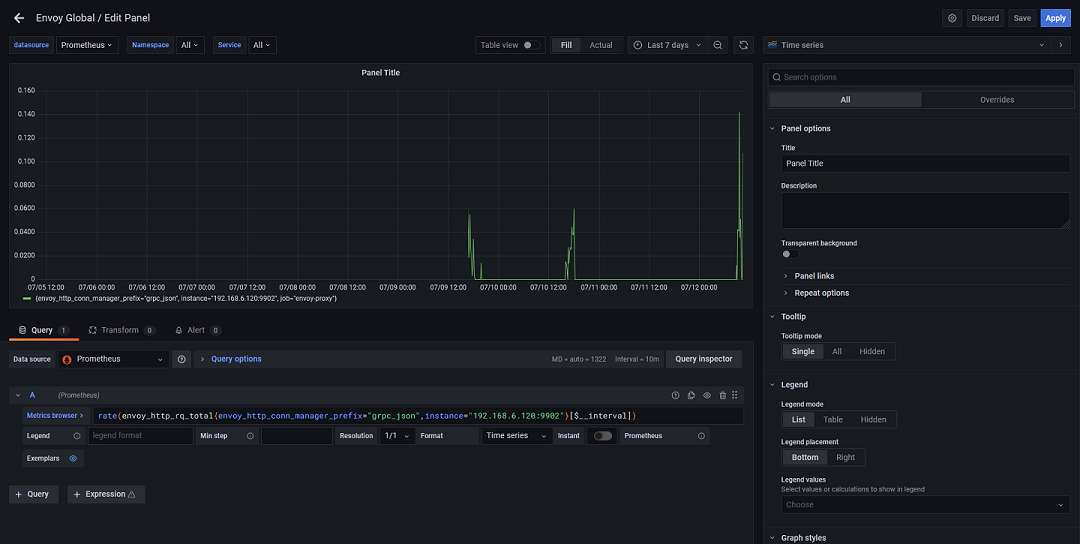 Envoy Global / Edit Panel
Discard
Save
Apply
datasource
Prometheus
Namespace
All
Service
All
Table view
Fill
Actual
Last 7 days
Time series
Panel Title
0.160
0.140
0.120
0.100
0.0800
0.0600
0.0400
0.0200
0
07/05 12:00
07/06 00:00
07/06 12:00
07/07 00:00
07/07 12:00
07/08 00:00
07/08 12:00
07/09 00:00
07/09 12:00
07/10 00:00
07/10 12:00
07/11 00:00
07/11 12:00
07/12 00:00
{envoy_http_conn_manager_prefix="grpc_json", instance="192.168.6.120:9902", job="envoy-proxy"}
Query 1
Transform 0
Alert 0
Data source
Prometheus
Query options
MD = auto = 1322
Interval = 10m
Query inspector
A
(Prometheus)
Metrics browser >
rate(envoy_http_rq_total{envoy_http_conn_manager_prefix="grpc_json",instance="192.168.6.120:9902"}[$__interval])
Legend
legend format
Min step
Resolution
1/1
Format
Time series
Instant
Prometheus
Exemplars
+ Query
+ Expression
Search options
All
Overrides
Panel options
Title
Panel Title
Description
Transparent background
Panel links
Repeat options
Tooltip
Tooltip mode
Single
All
Hidden
Legend
Legend mode
List
Table
Hidden
Legend placement
Bottom
Right
Legend values
Select values or calculations to show in legend
Choose
Graph styles